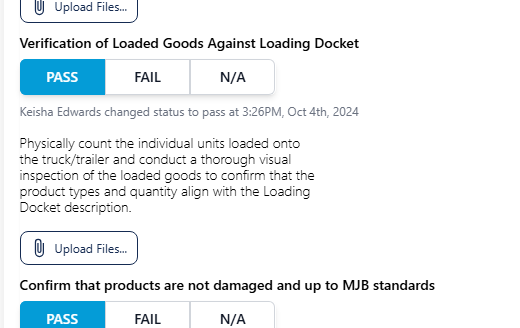 Upload Files...
Verification of Loaded Goods Against Loading Docket
PASS FAIL N/A
Keisha Edwards changed status to pass at 3:26PM, Oct 4th, 2024
Physically count the individual units loaded onto
the truck/trailer and conduct a thorough visual
inspection of the loaded goods to confirm that the
product types and quantity align with the Loading
Docket description.
Upload Files...
Confirm that products are not damaged and up to MJB standards
PASS FAIL N/A